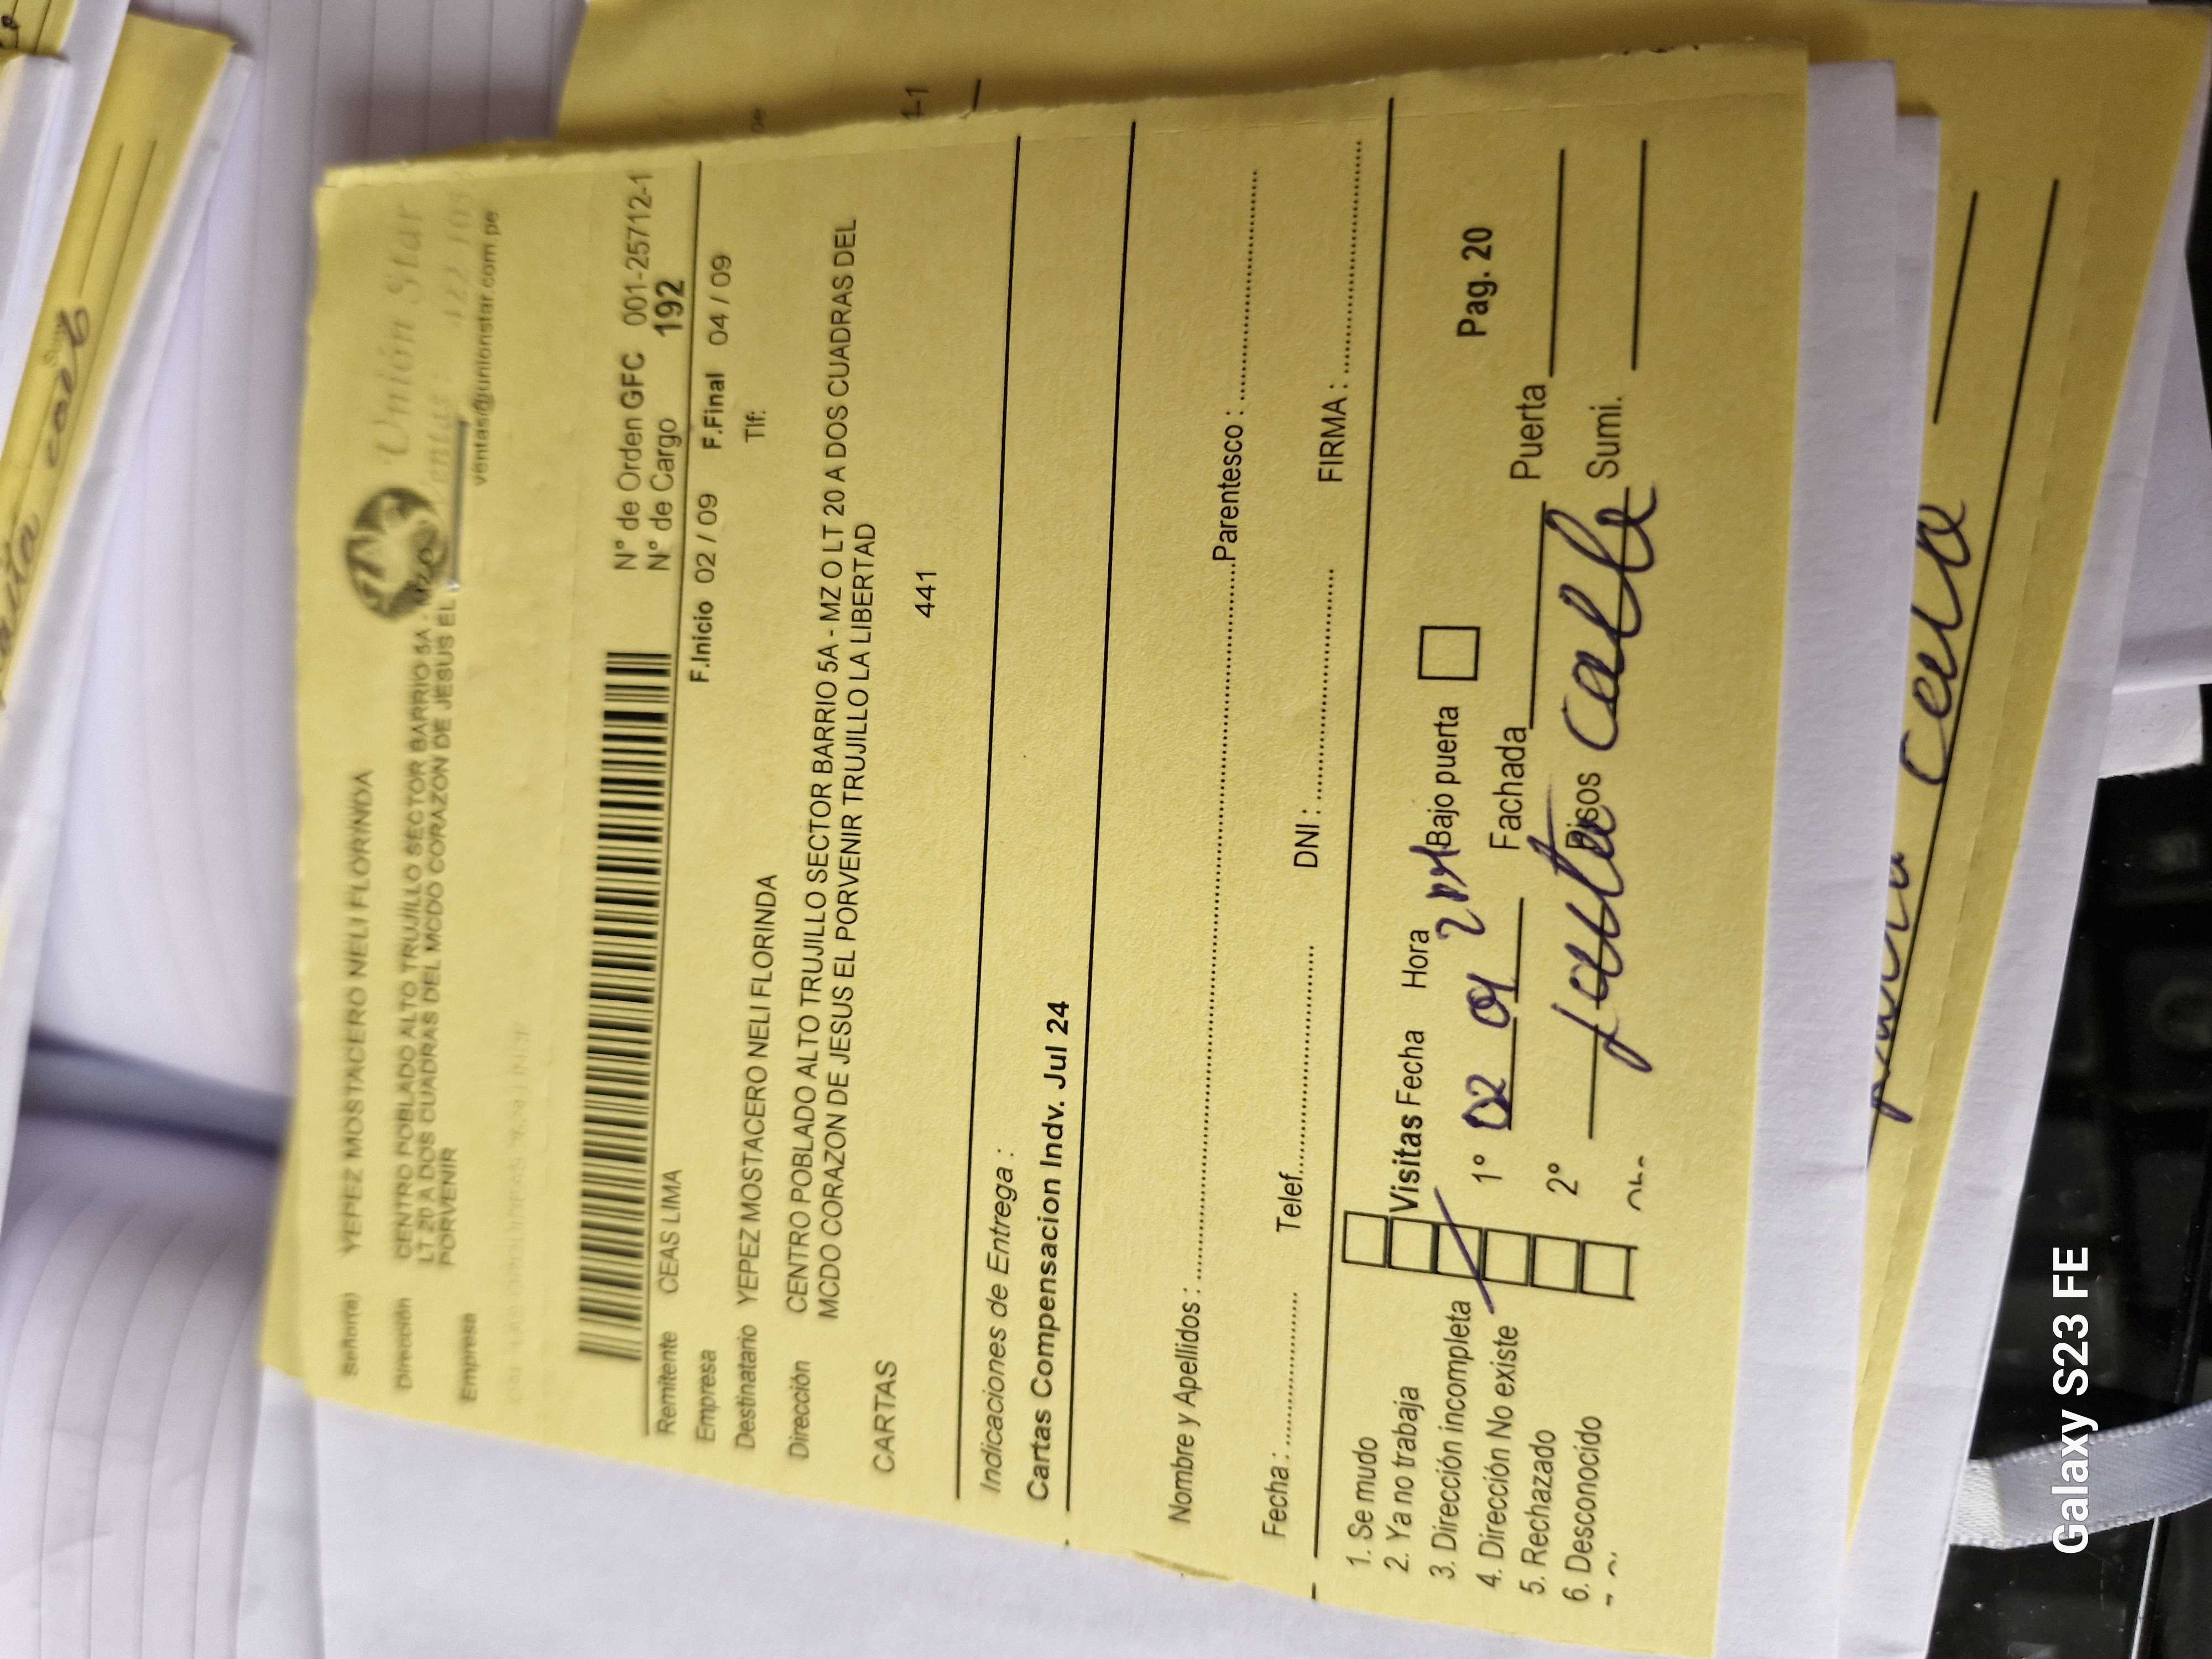 Unión Star
ventas@unionstar.com.pe
Señor(a) YEPEZ MOSTACERO NELI FLORINDA
Dirección CENTRO POBLADO ALTO TRUJILLO SECTOR BARRIO 5A - MZ O
LT 20 A DOS CUADRAS DEL MCDO CORAZON DE JESUS EL
PORVENIR
Empresa
N° de Orden GFC 001-25712-1
N° de Cargo 192
Remitente CEAS LIMA
F.Inicio 02 / 09 F.Final 04 / 09
Empresa
Tlf:
Destinatario YEPEZ MOSTACERO NELI FLORINDA
Dirección CENTRO POBLADO ALTO TRUJILLO SECTOR BARRIO 5A - MZ O LT 20 A DOS CUADRAS DEL
MCDO CORAZON DE JESUS EL PORVENIR TRUJILLO LA LIBERTAD
CARTAS 441
Indicaciones de Entrega :
Cartas Compensacion Indv. Jul 24
Nombre y Apellidos : Parentesco :
Fecha : Telef. DNI : FIRMA :
1. Se mudo
2. Ya no trabaja
3. Dirección incompleta
4. Dirección No existe
5. Rechazado
6. Desconocido
Visitas Fecha Hora Bajo puerta
1° 02 09 Fachada Puerta
2° Pisos Sumi.
falta calle
Pag. 20
1-1
Galaxy S23 FE